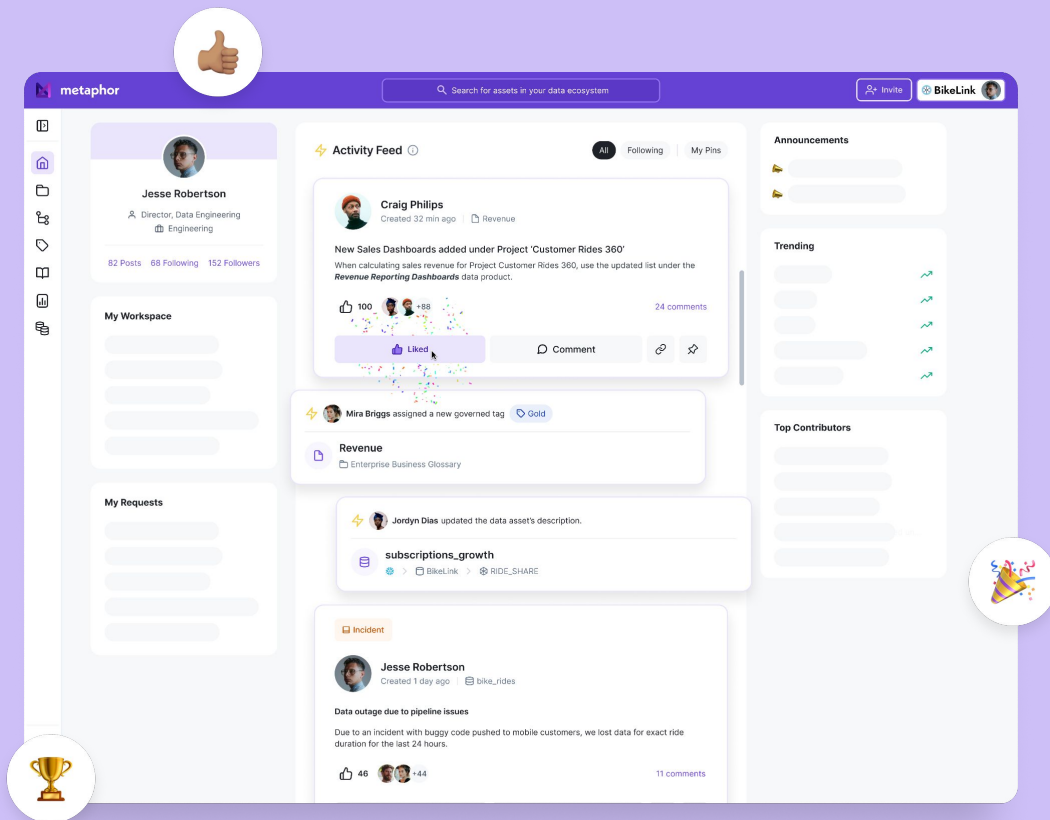 metaphor
Search for assets in your data ecosystem
Invite
BikeLink
Jesse Robertson
Director, Data Engineering
Engineering
82 Posts 68 Following 152 Followers
My Workspace
My Requests
Activity Feed
All Following My Pins
Craig Philips
Created 32 min ago Revenue
New Sales Dashboards added under Project 'Customer Rides 360'
When calculating sales revenue for Project Customer Rides 360, use the updated list under the
Revenue Reporting Dashboards data product.
100 +88 24 comments
Liked Comment
Mira Briggs assigned a new governed tag Gold
Revenue
Enterprise Business Glossary
Jordyn Dias updated the data asset's description.
subscriptions_growth
BikeLink RIDE_SHARE
Incident
Jesse Robertson
Created 1 day ago bike_rides
Data outage due to pipeline issues
Due to an incident with buggy code pushed to mobile customers, we lost data for exact ride
duration for the last 24 hours.
46 +44 11 comments
Announcements
Trending
Top Contributors